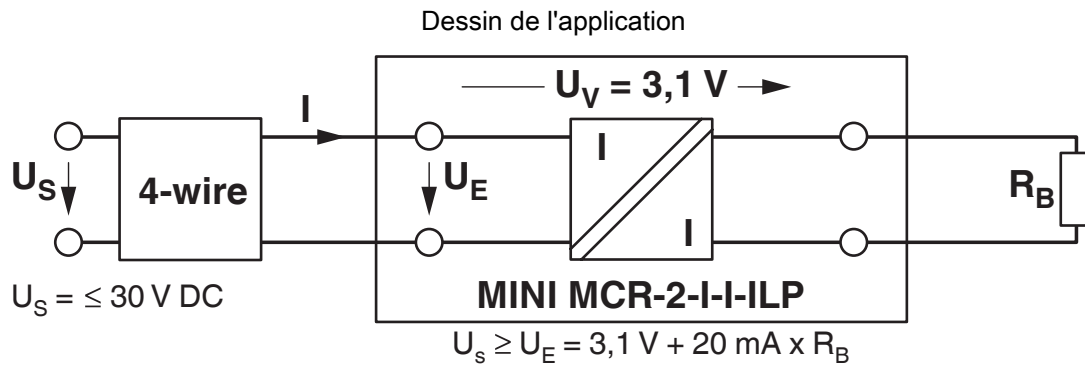 Dessin de l'application
U_V = 3,1 V
I
U_S
4-wire
U_E
I
I
R_B
U_S = ≤ 30 V DC
MINI MCR-2-I-I-ILP
U_s ≥ U_E = 3,1 V + 20 mA x R_B